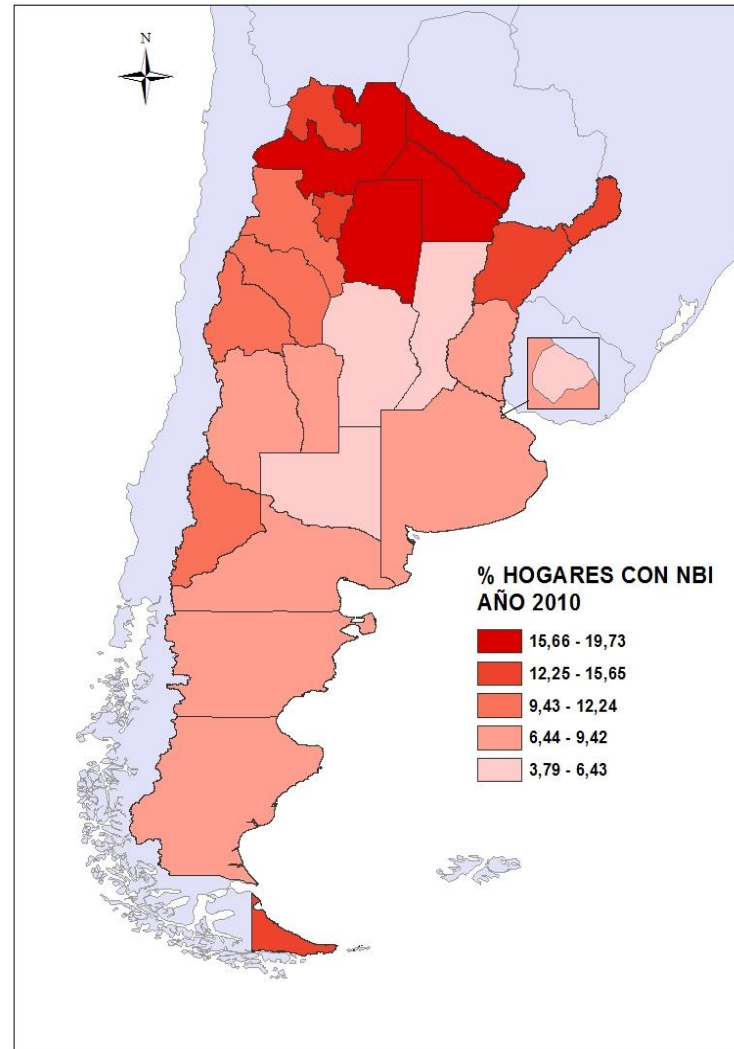 N
% HOGARES CON NBI
AÑO 2010
15,66 - 19,73
12,25 - 15,65
9,43 - 12,24
6,44 - 9,42
3,79 - 6,43